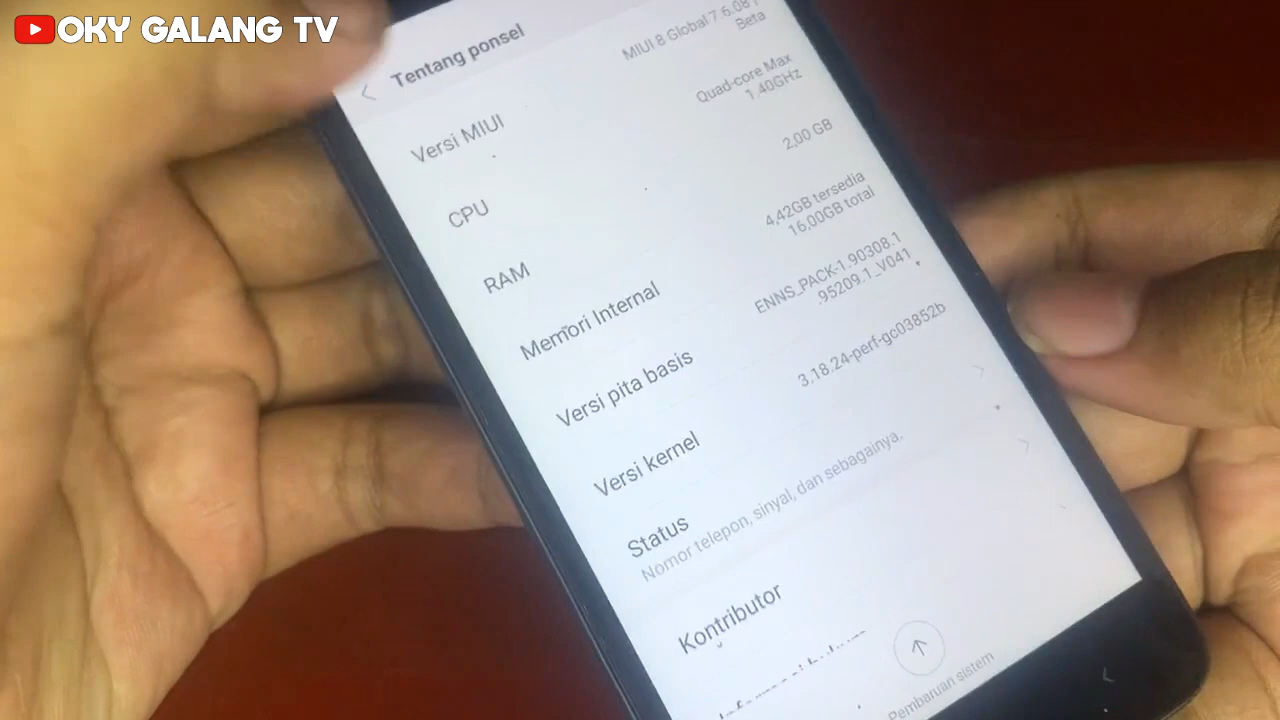 OKY GALANG TV
Tentang ponsel
Versi MIUI
MIUI 8 Global 7.6.08 |
Beta
CPU
Quad-core Max
1.40GHz
RAM
2,00 GB
Memori Internal
4,42GB tersedia
16,00GB total
Versi pita basis
ENNS_PACK-1.90308.1
.95209.1_V041
Versi kernel
3.18.24-perf-gc03852b
Status
Nomor telepon, sinyal, dan sebagainya.
Kontributor
Pembaruan sistem